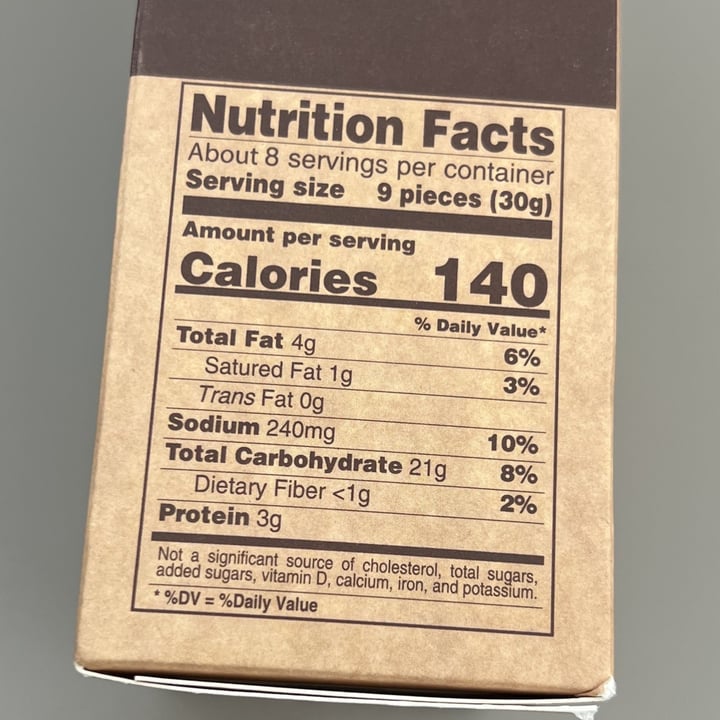 Nutrition Facts
About 8 servings per container
Serving size 9 pieces (30g)
Amount per serving
Calories 140
% Daily Value*
Total Fat 4g 6%
Satured Fat 1g 3%
Trans Fat 0g
Sodium 240mg 10%
Total Carbohydrate 21g 8%
Dietary Fiber <1g 2%
Protein 3g
Not a significant source of cholesterol, total sugars,
added sugars, vitamin D, calcium, iron, and potassium.
* %DV = %Daily Value